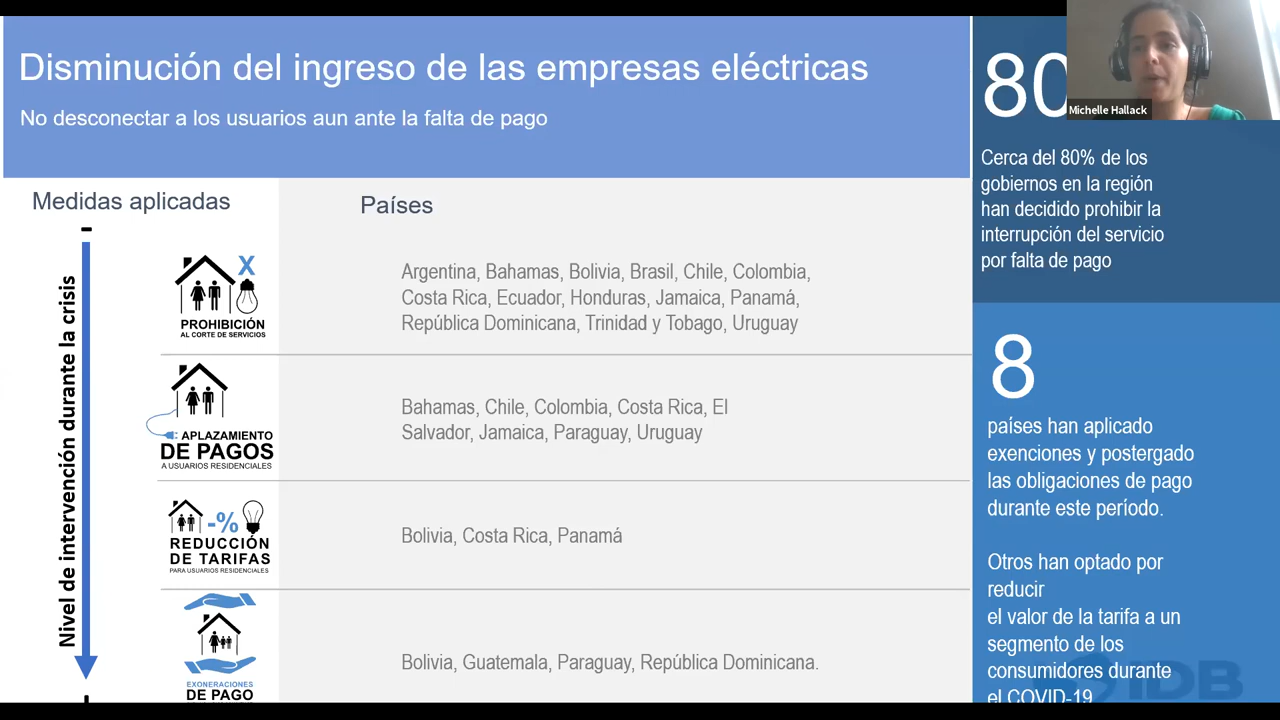 Disminución del ingreso de las empresas eléctricas
No desconectar a los usuarios aun ante la falta de pago
Medidas aplicadas
Países
-
Nivel de intervención durante la crisis
X
PROHIBICIÓN
AL CORTE DE SERVICIOS
Argentina, Bahamas, Bolivia, Brasil, Chile, Colombia,
Costa Rica, Ecuador, Honduras, Jamaica, Panamá,
República Dominicana, Trinidad y Tobago, Uruguay
APLAZAMIENTO
DE PAGOS
A USUARIOS RESIDENCIALES
Bahamas, Chile, Colombia, Costa Rica, El
Salvador, Jamaica, Paraguay, Uruguay
-%
REDUCCIÓN
DE TARIFAS
PARA USUARIOS RESIDENCIALES
Bolivia, Costa Rica, Panamá
EXONERACIONES
DE PAGO
Bolivia, Guatemala, Paraguay, República Dominicana.
80
Michelle Hallack
Cerca del 80% de los
gobiernos en la región
han decidido prohibir la
interrupción del servicio
por falta de pago
8
países han aplicado
exenciones y postergado
las obligaciones de pago
durante este período.
Otros han optado por
reducir
el valor de la tarifa a un
segmento de los
consumidores durante
el COVID-19
IDB